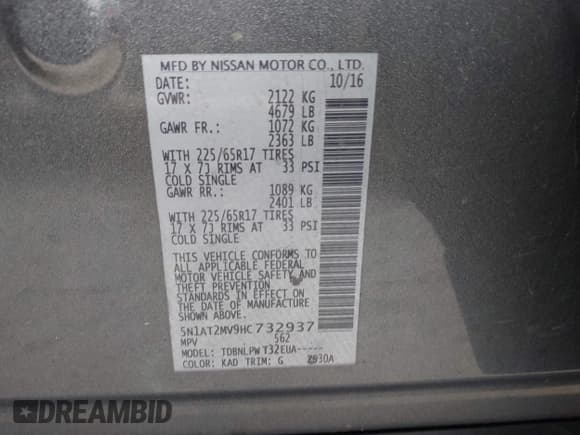 MFD BY NISSAN MOTOR CO., LTD.
DATE: 10/16
GVWR: 2122 KG
4679 LB
GAWR FR.: 1072 KG
2363 LB
WITH 225/65R17 TIRES
17 X 7J RIMS AT 33 PSI
COLD SINGLE
GAWR RR.: 1089 KG
2401 LB
WITH 225/65R17 TIRES
17 X 7J RIMS AT 33 PSI
COLD SINGLE
THIS VEHICLE CONFORMS TO
ALL APPLICABLE FEDERAL
MOTOR VEHICLE SAFETY AND
THEFT PREVENTION
STANDARDS IN EFFECT ON
THE DATE OF MANUFACTURE
SHOWN ABOVE.
5N1AT2MV9HC732937
MPV 562
MODEL: TDBNLPW T32EUA-----
COLOR: KAD TRIM: G
DREAMBID